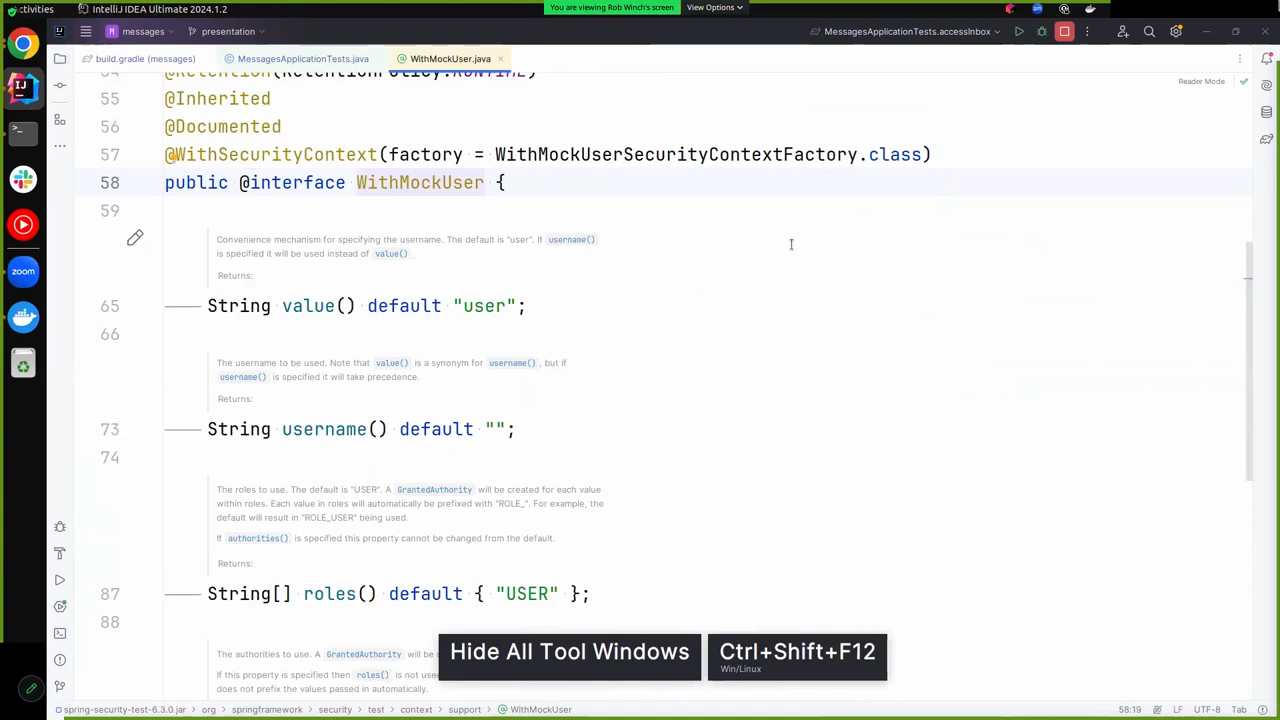 ctivities
IntelliJ IDEA Ultimate 2024.1.2
You are viewing Rob Winch's screen
View Options
M
messages
presentation
MessagesApplicationTests.accessInbox
build.gradle (messages)
MessagesApplicationTests.java
WithMockUser.java
Reader Mode
54
@Retention(RetentionPolicy.RUNTIME)
55
@Inherited
56
@Documented
57
@WithSecurityContext(factory = WithMockUserSecurityContextFactory.class)
58
public @interface WithMockUser {
59
Convenience mechanism for specifying the username. The default is "user". If username()
is specified it will be used instead of value()
Returns:
65
String value() default "user";
66
The username to be used. Note that value() is a synonym for username(), but if
username() is specified it will take precedence.
Returns:
73
String username() default "";
74
The roles to use. The default is "USER". A GrantedAuthority will be created for each value
within roles. Each value in roles will automatically be prefixed with "ROLE_". For example, the
default will result in "ROLE_USER" being used.
If authorities() is specified this property cannot be changed from the default.
Returns:
87
String[] roles() default { "USER" };
88
The authorities to use. A GrantedAuthority will be
If this property is specified then roles() is not use
does not prefix the values passed in automatically.
Hide All Tool Windows
Ctrl+Shift+F12
Win/Linux
zoom
spring-security-test-6.3.0.jar › org › springframework › security › test › context › support › WithMockUser
58:19
LF
UTF-8
Tab